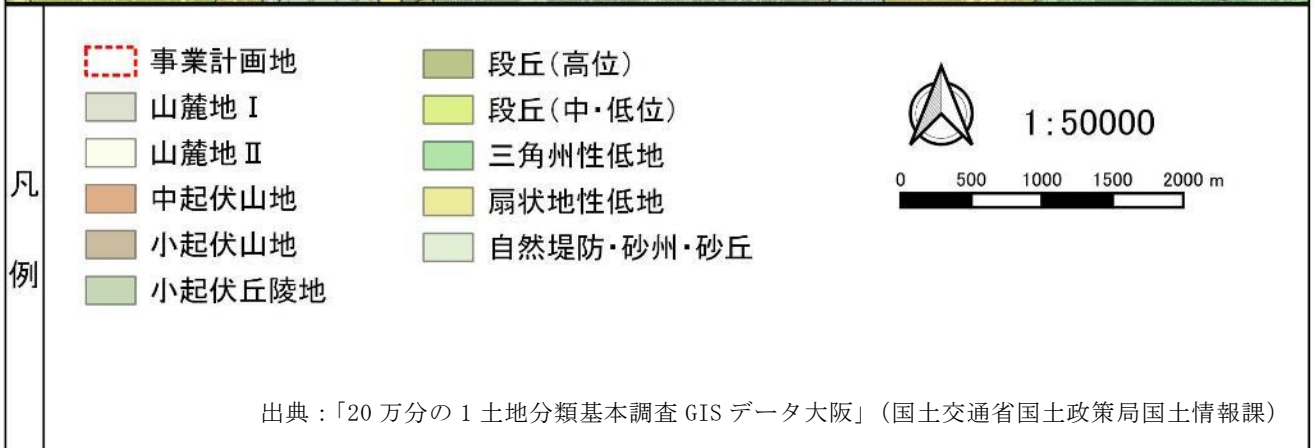 凡例
事業計画地
山麓地Ⅰ
山麓地Ⅱ
中起伏山地
小起伏山地
小起伏丘陵地
段丘(高位)
段丘(中・低位)
三角州性低地
扇状地性低地
自然堤防・砂州・砂丘
1:50000
0 500 1000 1500 2000 m
出典:「20 万分の 1 土地分類基本調査 GIS データ大阪」(国土交通省国土政策局国土情報課)